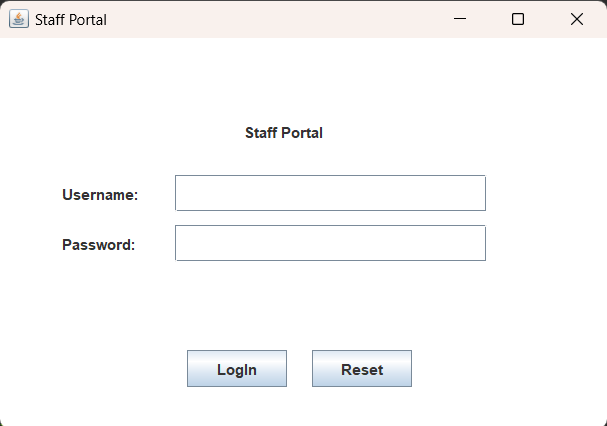 Staff Portal
Staff Portal
Username:
Password:
LogIn
Reset